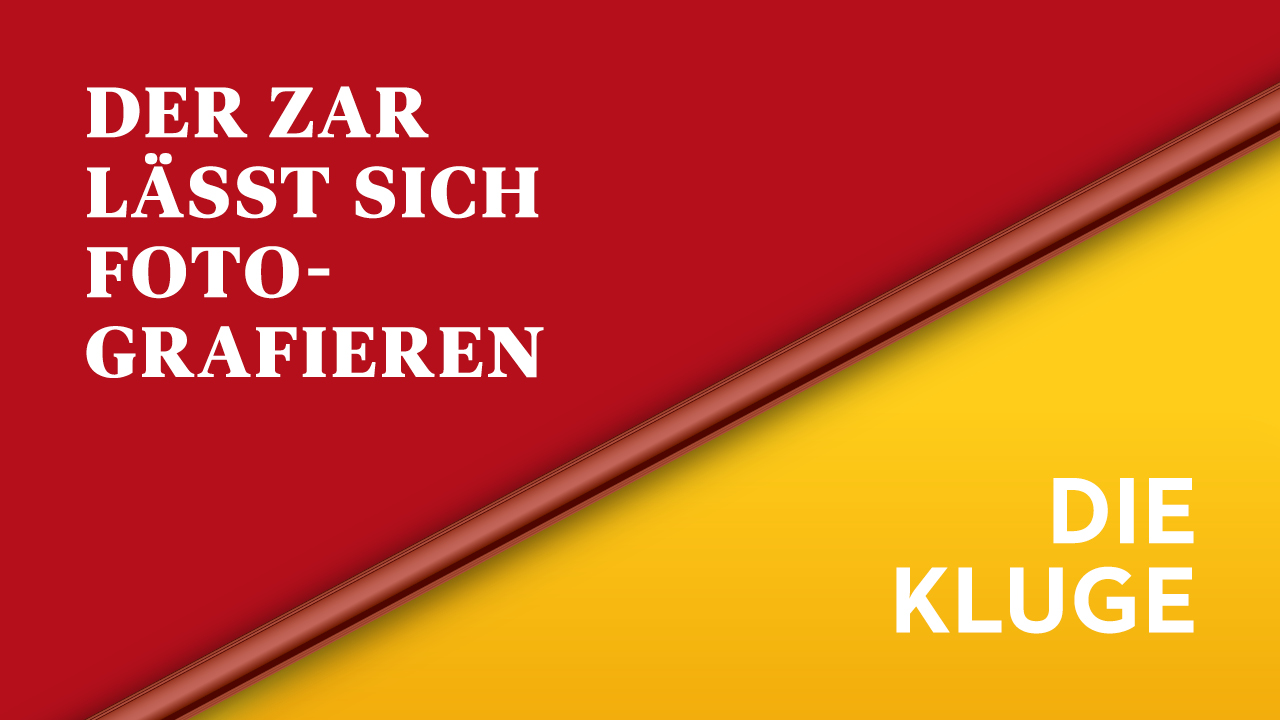 DER ZAR
LÄSST SICH
FOTO-
GRAFIEREN
DIE
KLUGE